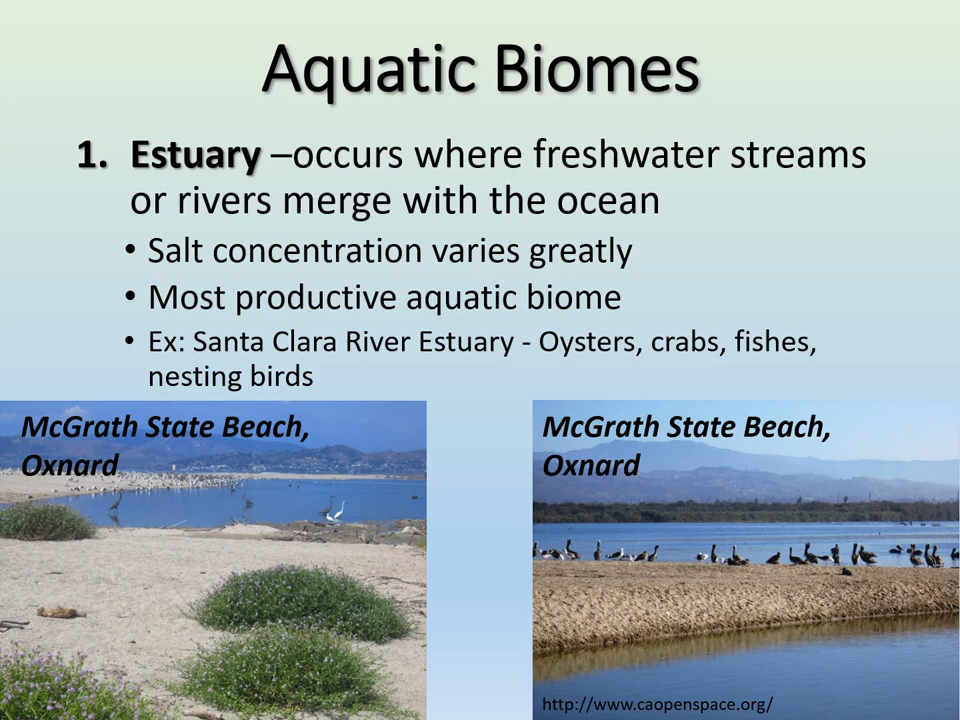 Aquatic Biomes
1. Estuary –occurs where freshwater streams
or rivers merge with the ocean
• Salt concentration varies greatly
• Most productive aquatic biome
• Ex: Santa Clara River Estuary - Oysters, crabs, fishes,
nesting birds
McGrath State Beach,
Oxnard
McGrath State Beach,
Oxnard
http://www.caopenspace.org/